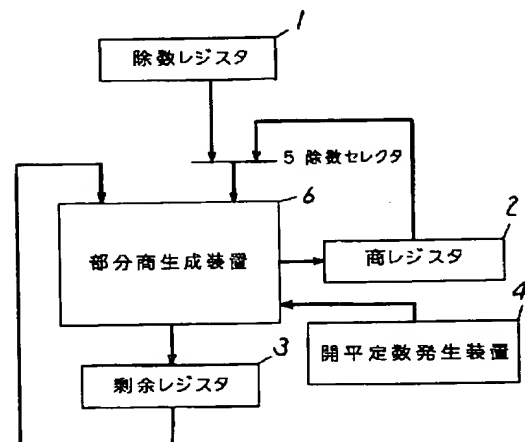 1
除数レジスタ
5 除数セレクタ
6
部分商生成装置
2
商レジスタ
4
開平定数発生装置
3
剰余レジスタ